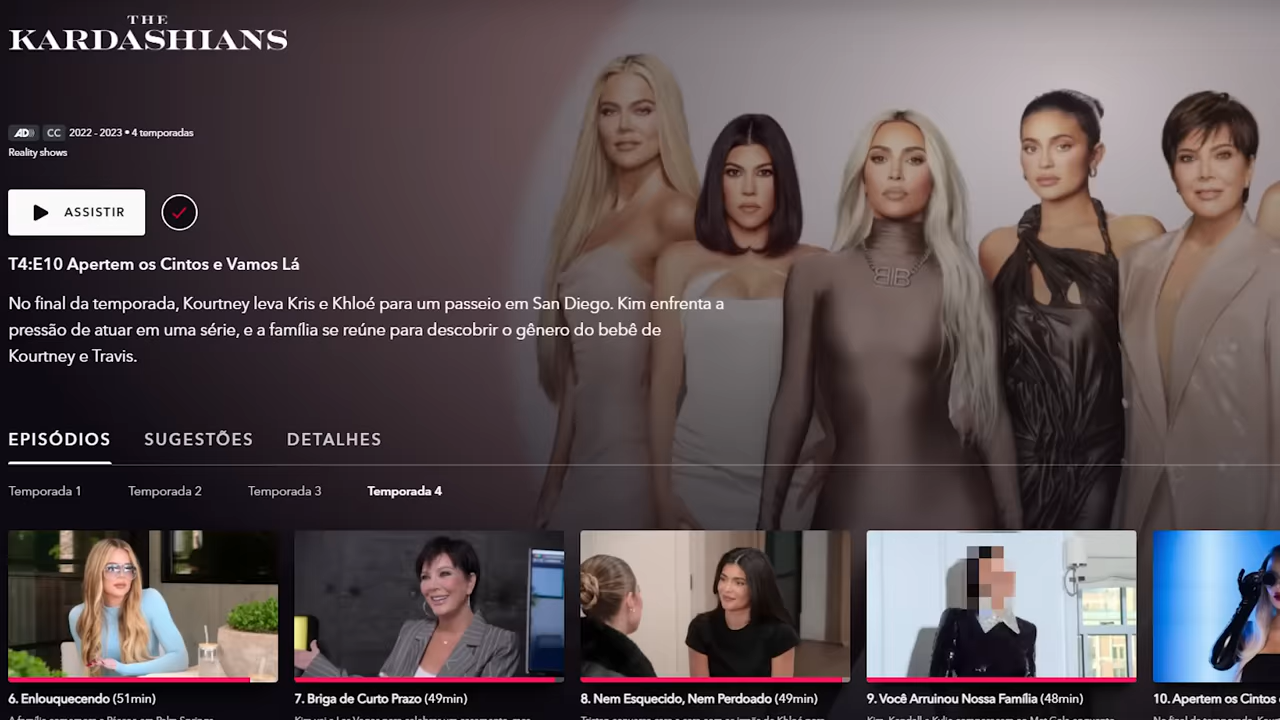 THE
KARDASHIANS
AD CC 2022 - 2023 • 4 temporadas
Reality shows
ASSISTIR
T4:E10 Apertem os Cintos e Vamos Lá
No final da temporada, Kourtney leva Kris e Khloé para um passeio em San Diego. Kim enfrenta a
pressão de atuar em uma série, e a família se reúne para descobrir o gênero do bebê de
Kourtney e Travis.
EPISÓDIOS SUGESTÕES DETALHES
Temporada 1 Temporada 2 Temporada 3 Temporada 4
6. Enlouquecendo (51min) 7. Briga de Curto Prazo (49min) 8. Nem Esquecido, Nem Perdoado (49min) 9. Você Arruinou Nossa Família (48min) 10. Apertem os Cintos